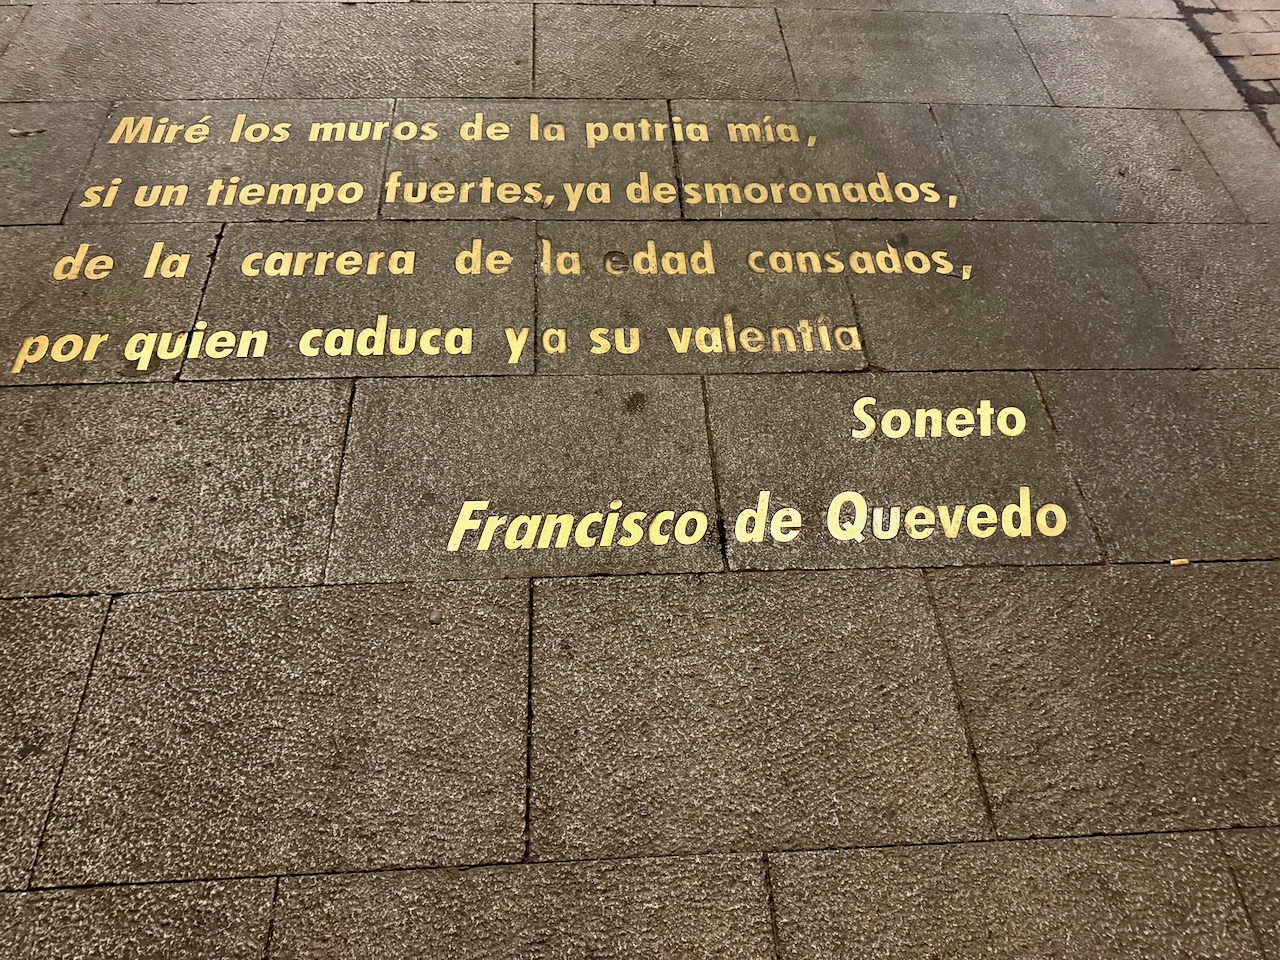 Miré los muros de la patria mía,
si un tiempo fuertes, ya desmoronados,
de la carrera de la edad cansados,
por quien caduca ya su valentía
Soneto
Francisco de Quevedo